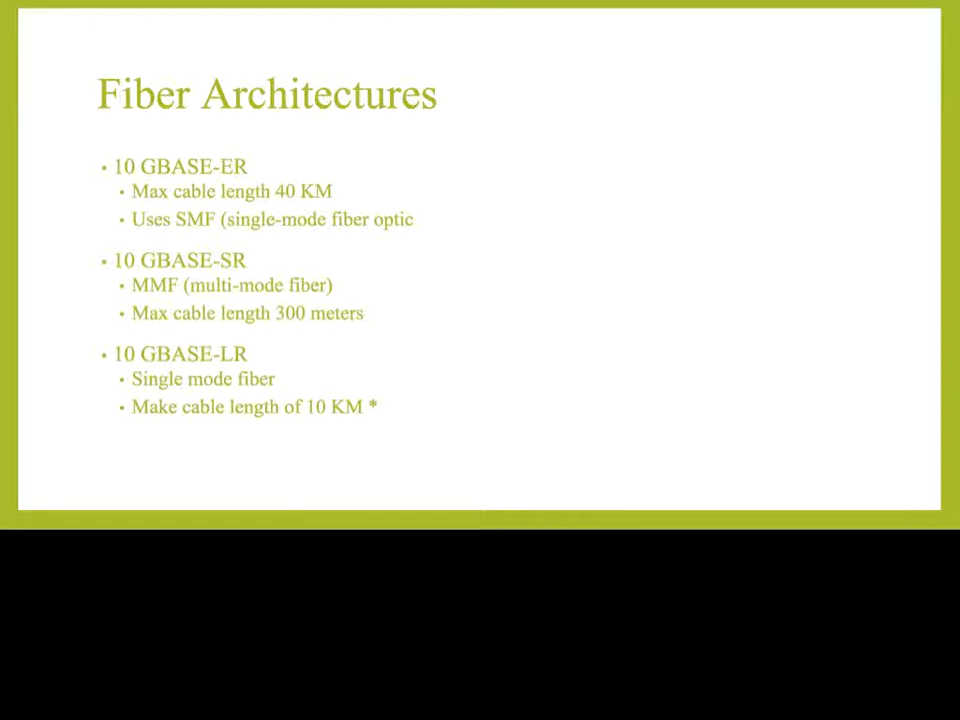 Fiber Architectures
• 10 GBASE-ER
• Max cable length 40 KM
• Uses SMF (single-mode fiber optic
• 10 GBASE-SR
• MMF (multi-mode fiber)
• Max cable length 300 meters
• 10 GBASE-LR
• Single mode fiber
• Make cable length of 10 KM *